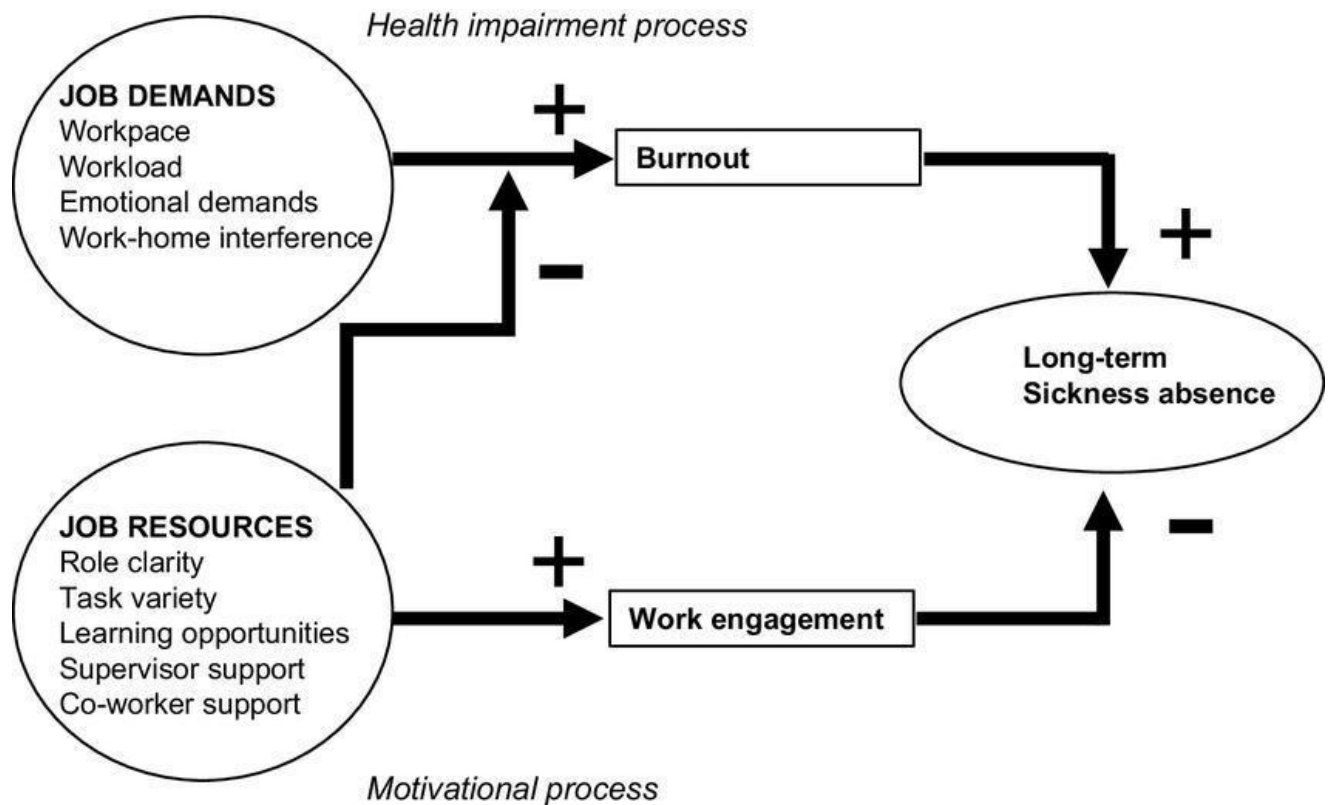 Health impairment process
JOB DEMANDS
Workpace
Workload
Emotional demands
Work-home interference
+
Burnout
+
-
Long-term
Sickness absence
JOB RESOURCES
Role clarity
Task variety
Learning opportunities
Supervisor support
Co-worker support
+
Work engagement
-
Motivational process